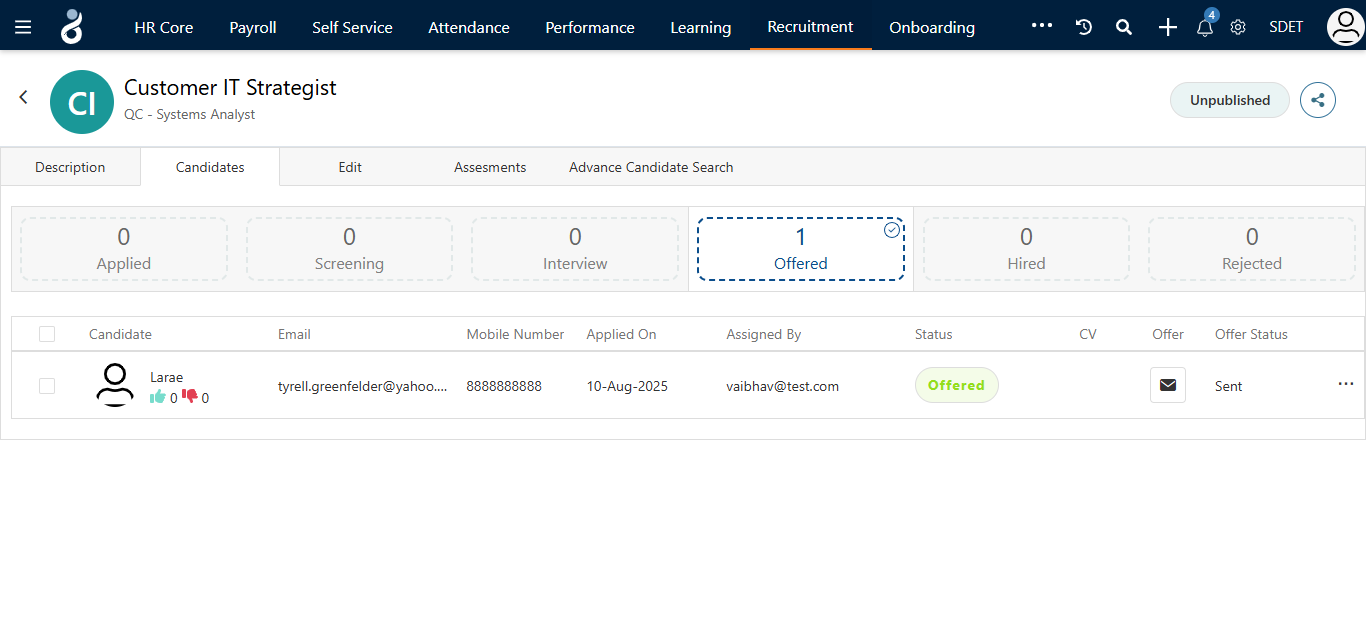 HR Core Payroll Self Service Attendance Performance Learning Recruitment Onboarding ••• 4 SDET
CI
Customer IT Strategist
QC - Systems Analyst
Unpublished
Description Candidates Edit Assesments Advance Candidate Search
0 0 0 1 0 0
Applied Screening Interview Offered Hired Rejected
Candidate Email Mobile Number Applied On Assigned By Status CV Offer Offer Status
Larae
0 0
tyrell.greenfelder@yahoo.... 8888888888 10-Aug-2025 vaibhav@test.com Offered Sent •••